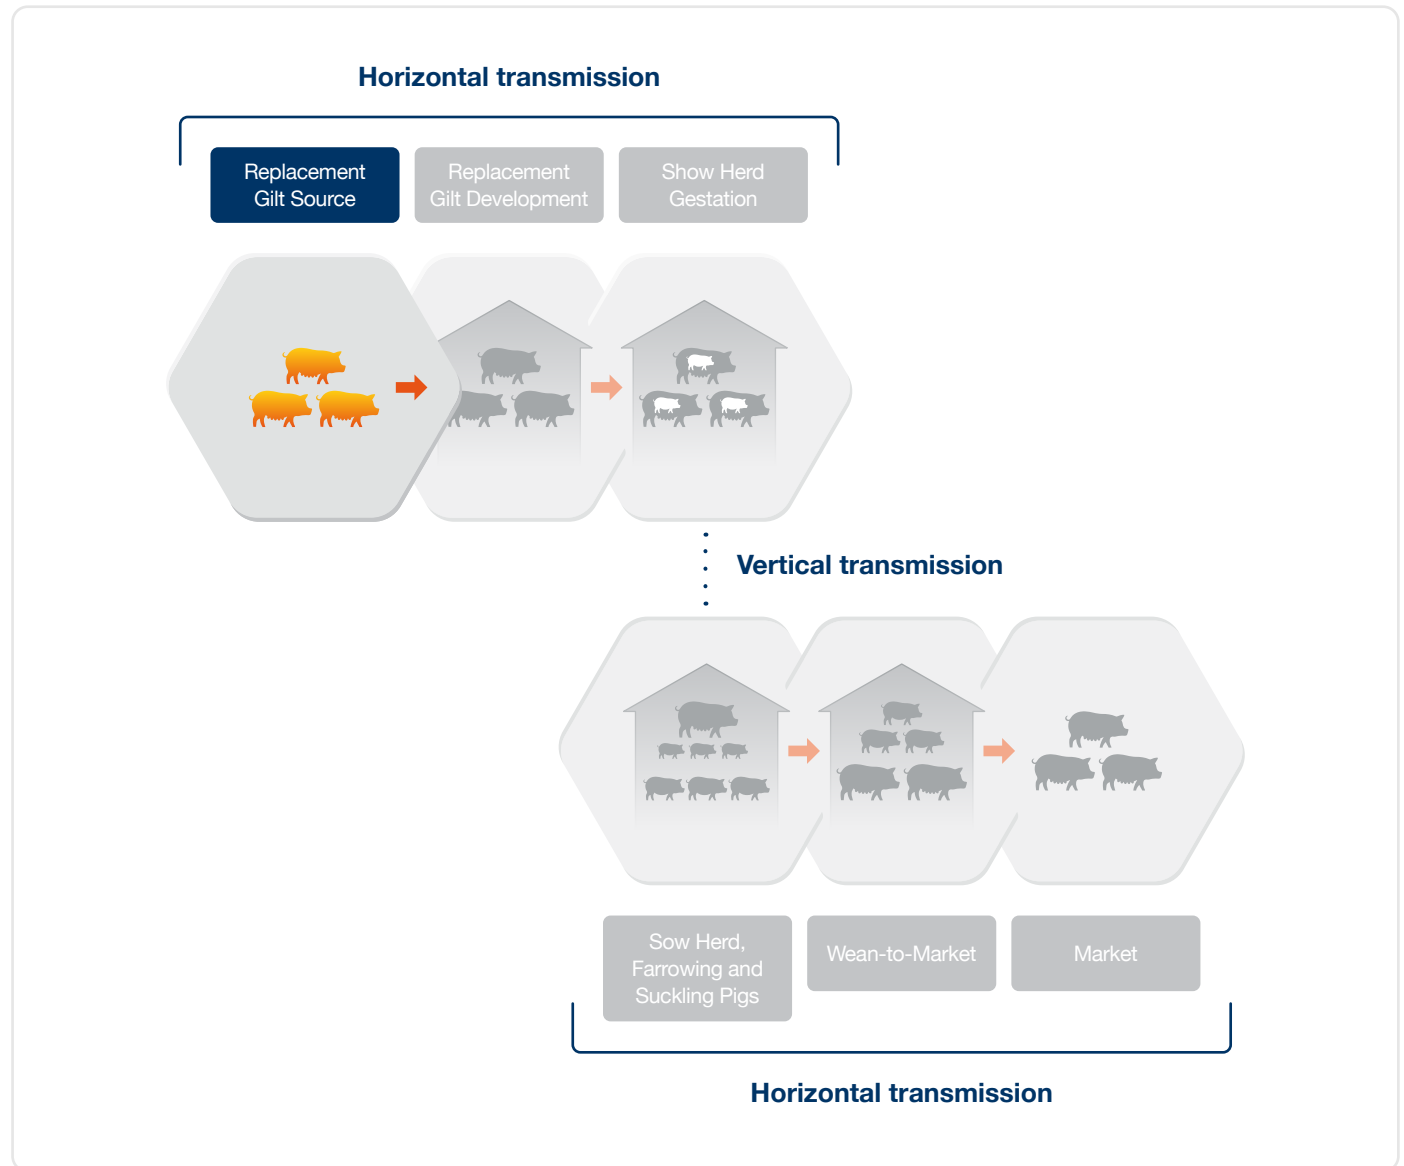 Horizontal transmission
Replacement
Gilt Source
Replacement
Gilt Development
Show Herd
Gestation
Vertical transmission
Sow Herd,
Farrowing and
Suckling Pigs
Wean-to-Market
Market
Horizontal transmission